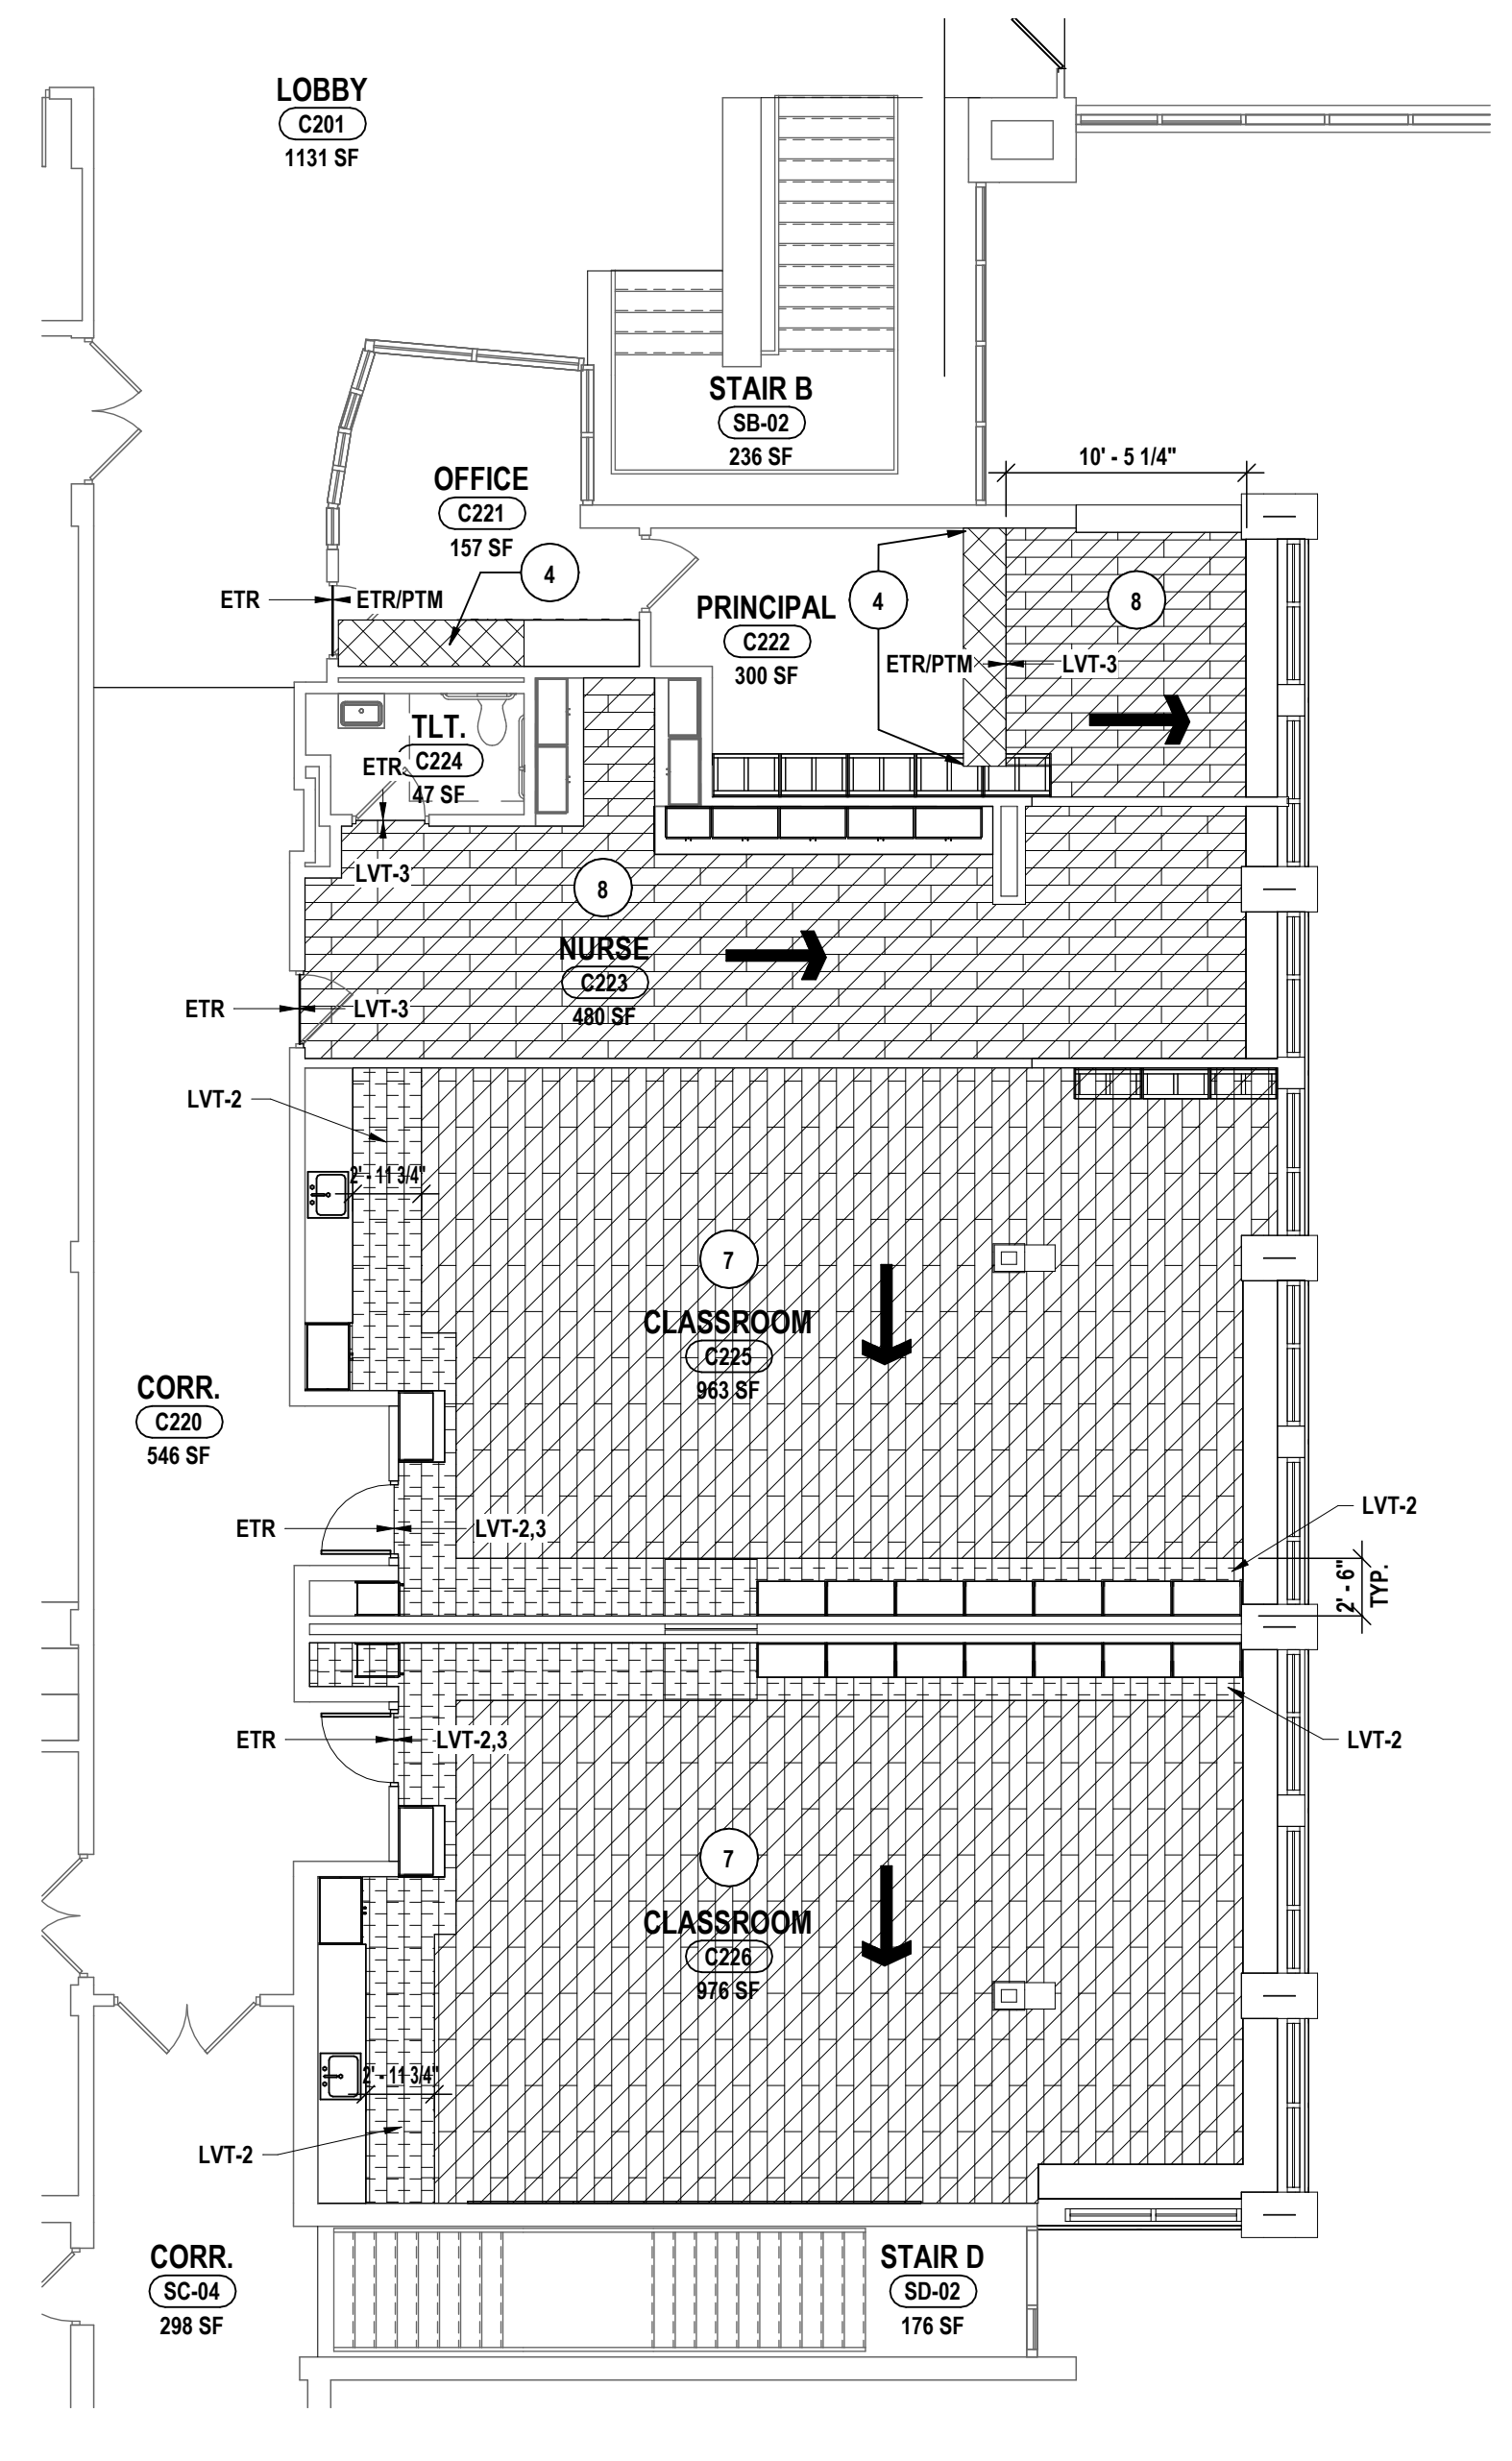 LOBBY
C201
1131 SF
STAIR B
SB-02
236 SF
10' - 5 1/4"
OFFICE
C221
157 SF
4
ETR
ETR/PTM
PRINCIPAL
C222
300 SF
4
8
ETR/PTM
LVT-3
TLT.
C224
47 SF
ETR
LVT-3
8
NURSE
C223
480 SF
ETR
LVT-3
LVT-2
2' - 11 3/4"
7
CLASSROOM
C225
963 SF
CORR.
C220
546 SF
ETR
LVT-2,3
LVT-2
2' - 6"
TYP.
ETR
LVT-2,3
LVT-2
7
CLASSROOM
C226
976 SF
2' - 11 3/4"
LVT-2
CORR.
SC-04
298 SF
STAIR D
SD-02
176 SF